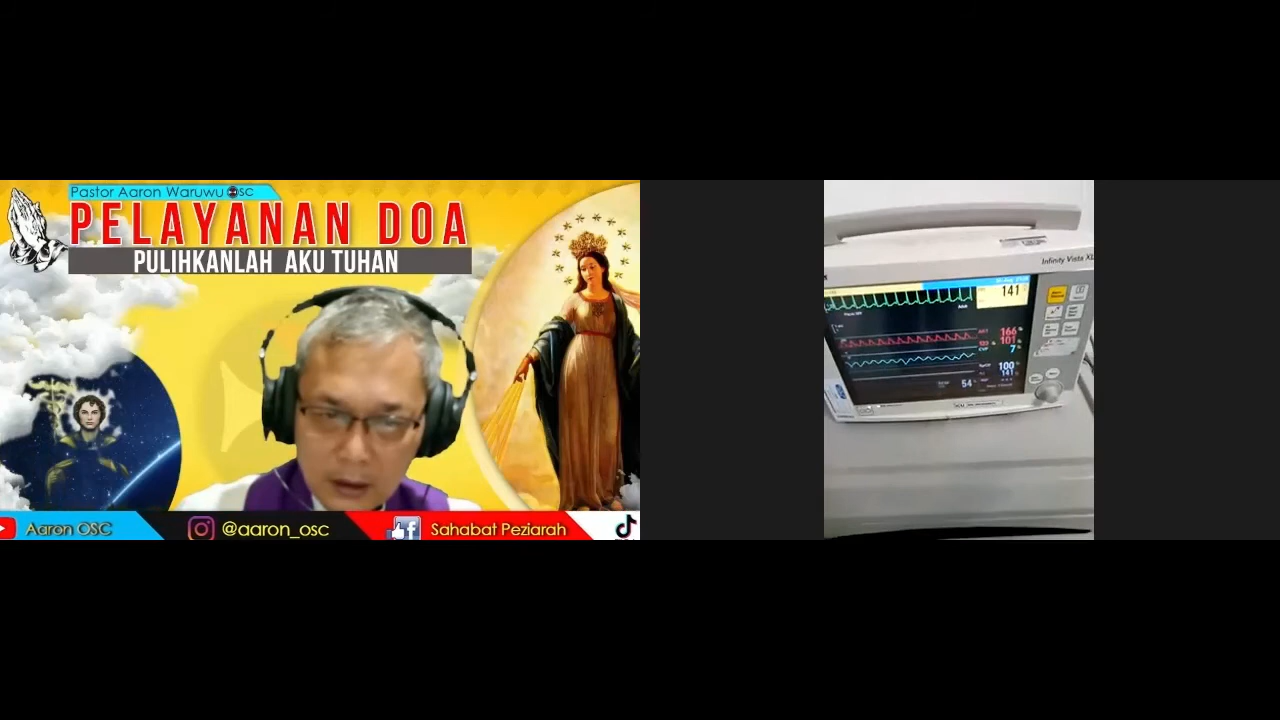 Pastor Aaron Waruwu OSC
PELAYANAN DOA
PULIHKANLAH AKU TUHAN
Aaron OSC
@aaron_osc
Sahabat Peziarah
Infinity Vista XL
141
166
101
7
100
141
54